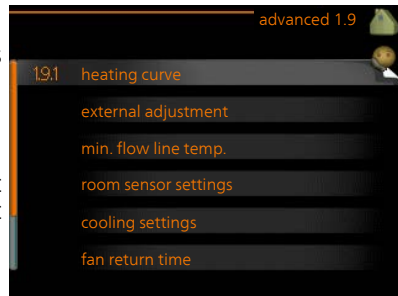 advanced 1.9
1.9.1 heating curve
external adjustment
min. flow line temp.
room sensor settings
cooling settings
fan return time